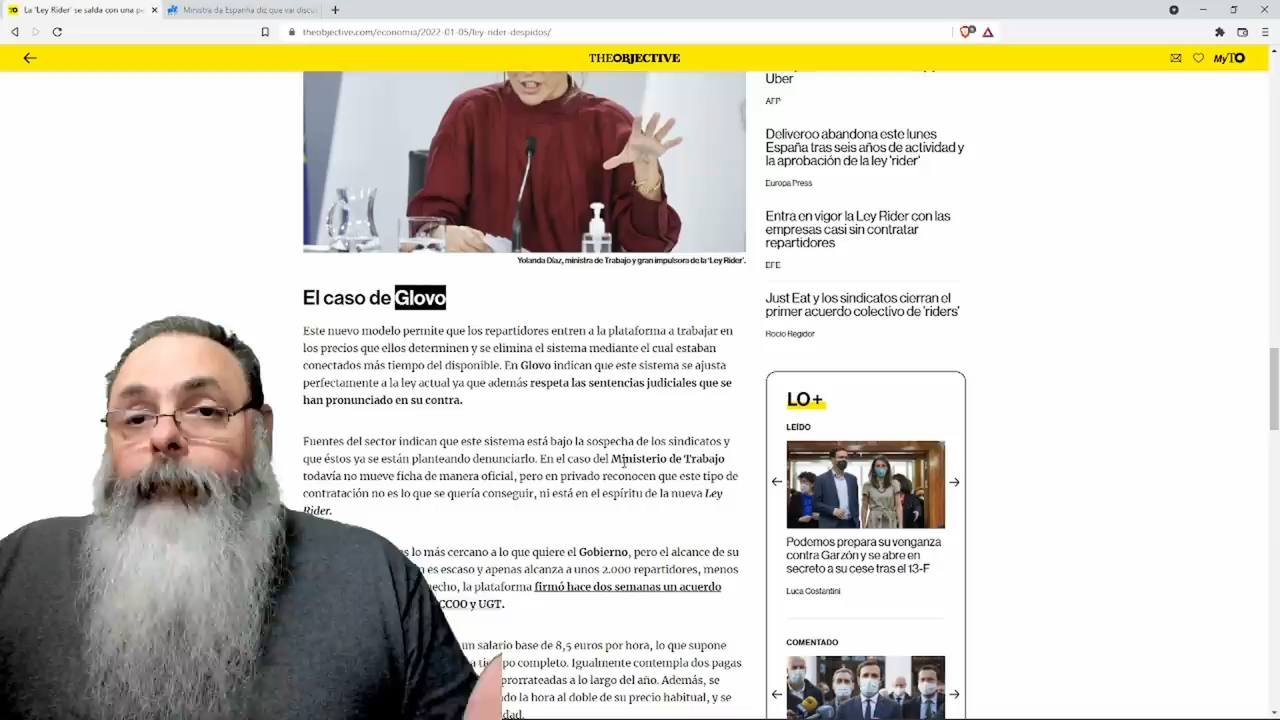 La 'Ley Rider' se salda con una pe
Ministra da Espanha diz que vai discu
theobjective.com/economia/2022-01-05/ley-rider-despidos/
THEOBJECTIVE
MyTO
Yolanda Díaz, ministra de Trabajo y gran impulsora de la 'Ley Rider'.
El caso de Glovo
Este nuevo modelo permite que los repartidores entren a la plataforma a trabajar en
los precios que ellos determinen y se elimina el sistema mediante el cual estaban
conectados más tiempo del disponible. En Glovo indican que este sistema se ajusta
perfectamente a la ley actual ya que además respeta las sentencias judiciales que se
han pronunciado en su contra.
Fuentes del sector indican que este sistema está bajo la sospecha de los sindicatos y
que éstos ya se están planteando denunciarlo. En el caso del Ministerio de Trabajo
todavía no mueve ficha de manera oficial, pero en privado reconocen que este tipo de
contratación no es lo que se quería conseguir, ni está en el espíritu de la nueva Ley
Rider.
lo más cercano a lo que quiere el Gobierno, pero el alcance de su
es escaso y apenas alcanza a unos 2.000 repartidores, menos
echo, la plataforma firmó hace dos semanas un acuerdo
CCOO y UGT.
un salario base de 8,5 euros por hora, lo que supone
a tiempo completo. Igualmente contempla dos pagas
prorrateadas a lo largo del año. Además, se
do la hora al doble de su precio habitual, y se
dad.
Uber
AFP
Deliveroo abandona este lunes
España tras seis años de actividad y
la aprobación de la ley 'rider'
Europa Press
Entra en vigor la Ley Rider con las
empresas casi sin contratar
repartidores
EFE
Just Eat y los sindicatos cierran el
primer acuerdo colectivo de 'riders'
Rocío Regidor
LO+
LEÍDO
Podemos prepara su venganza
contra Garzón y se abre en
secreto a su cese tras el 13-F
Luca Costantini
COMENTADO